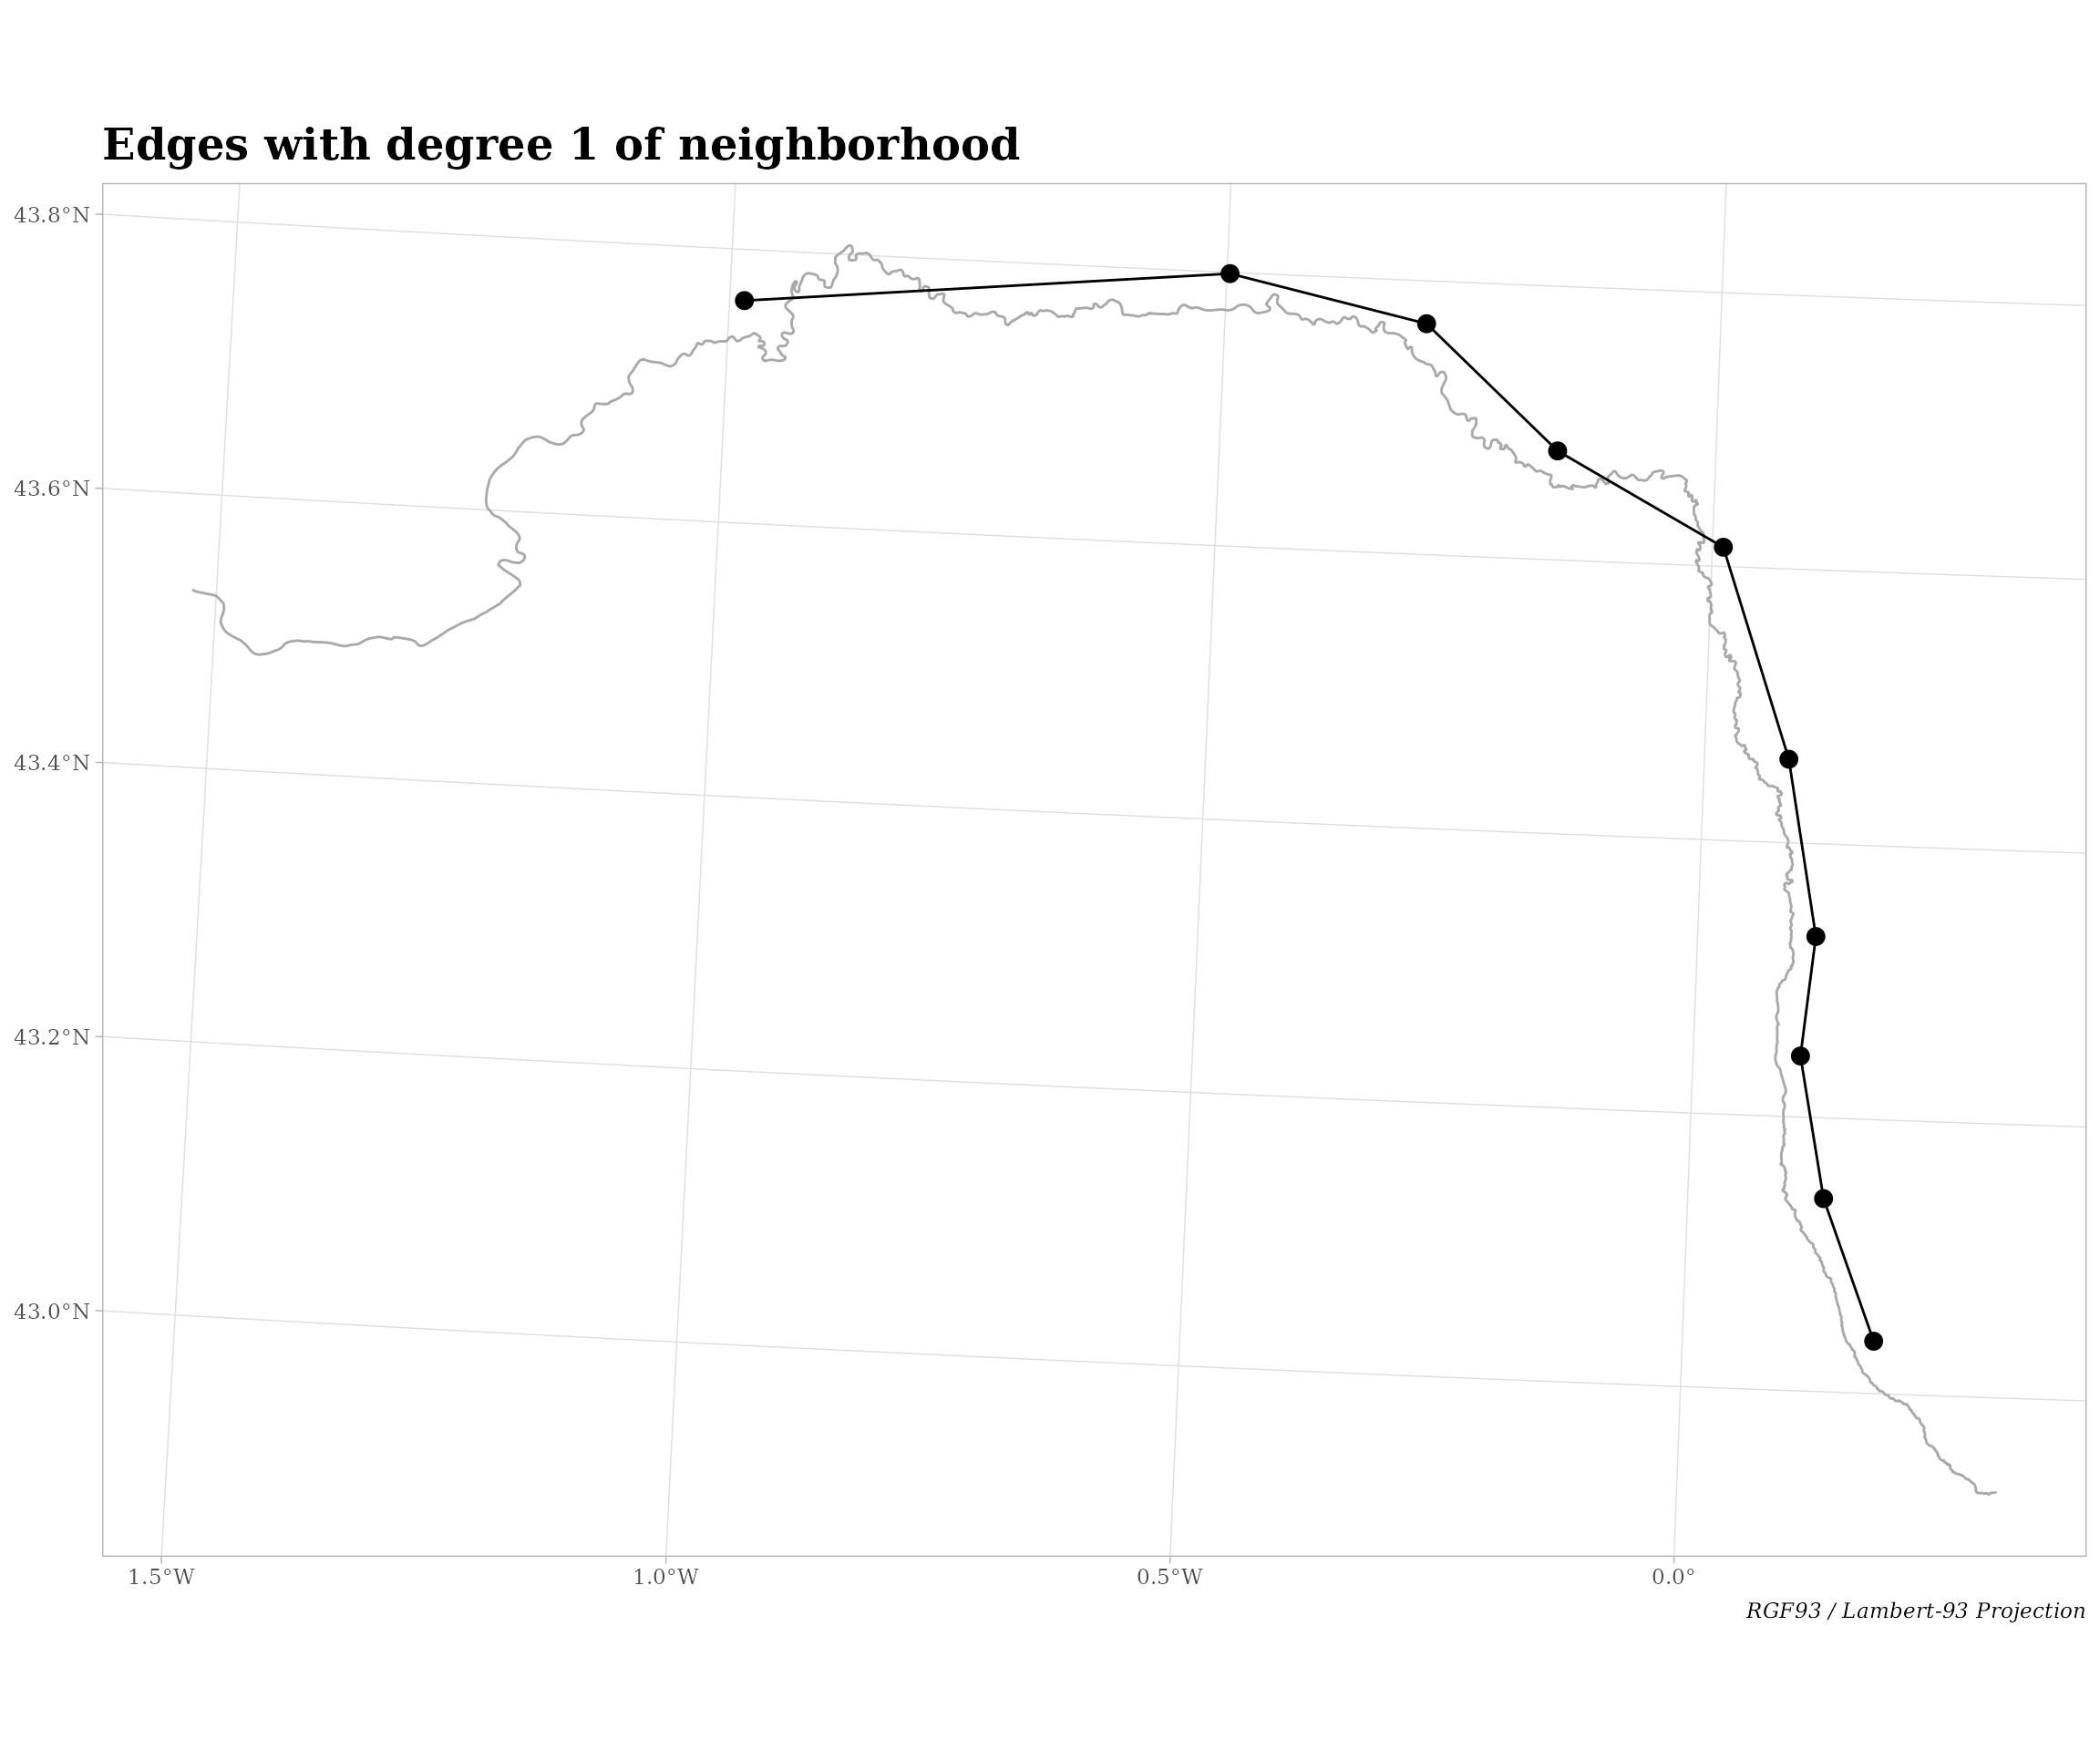 Edges with degree 1 of neighborhood
43.8°N
43.6°N
43.4°N
43.2°N
43.0°N
1.5°W 1.0°W 0.5°W 0.0°
RGF93 / Lambert-93 Projection